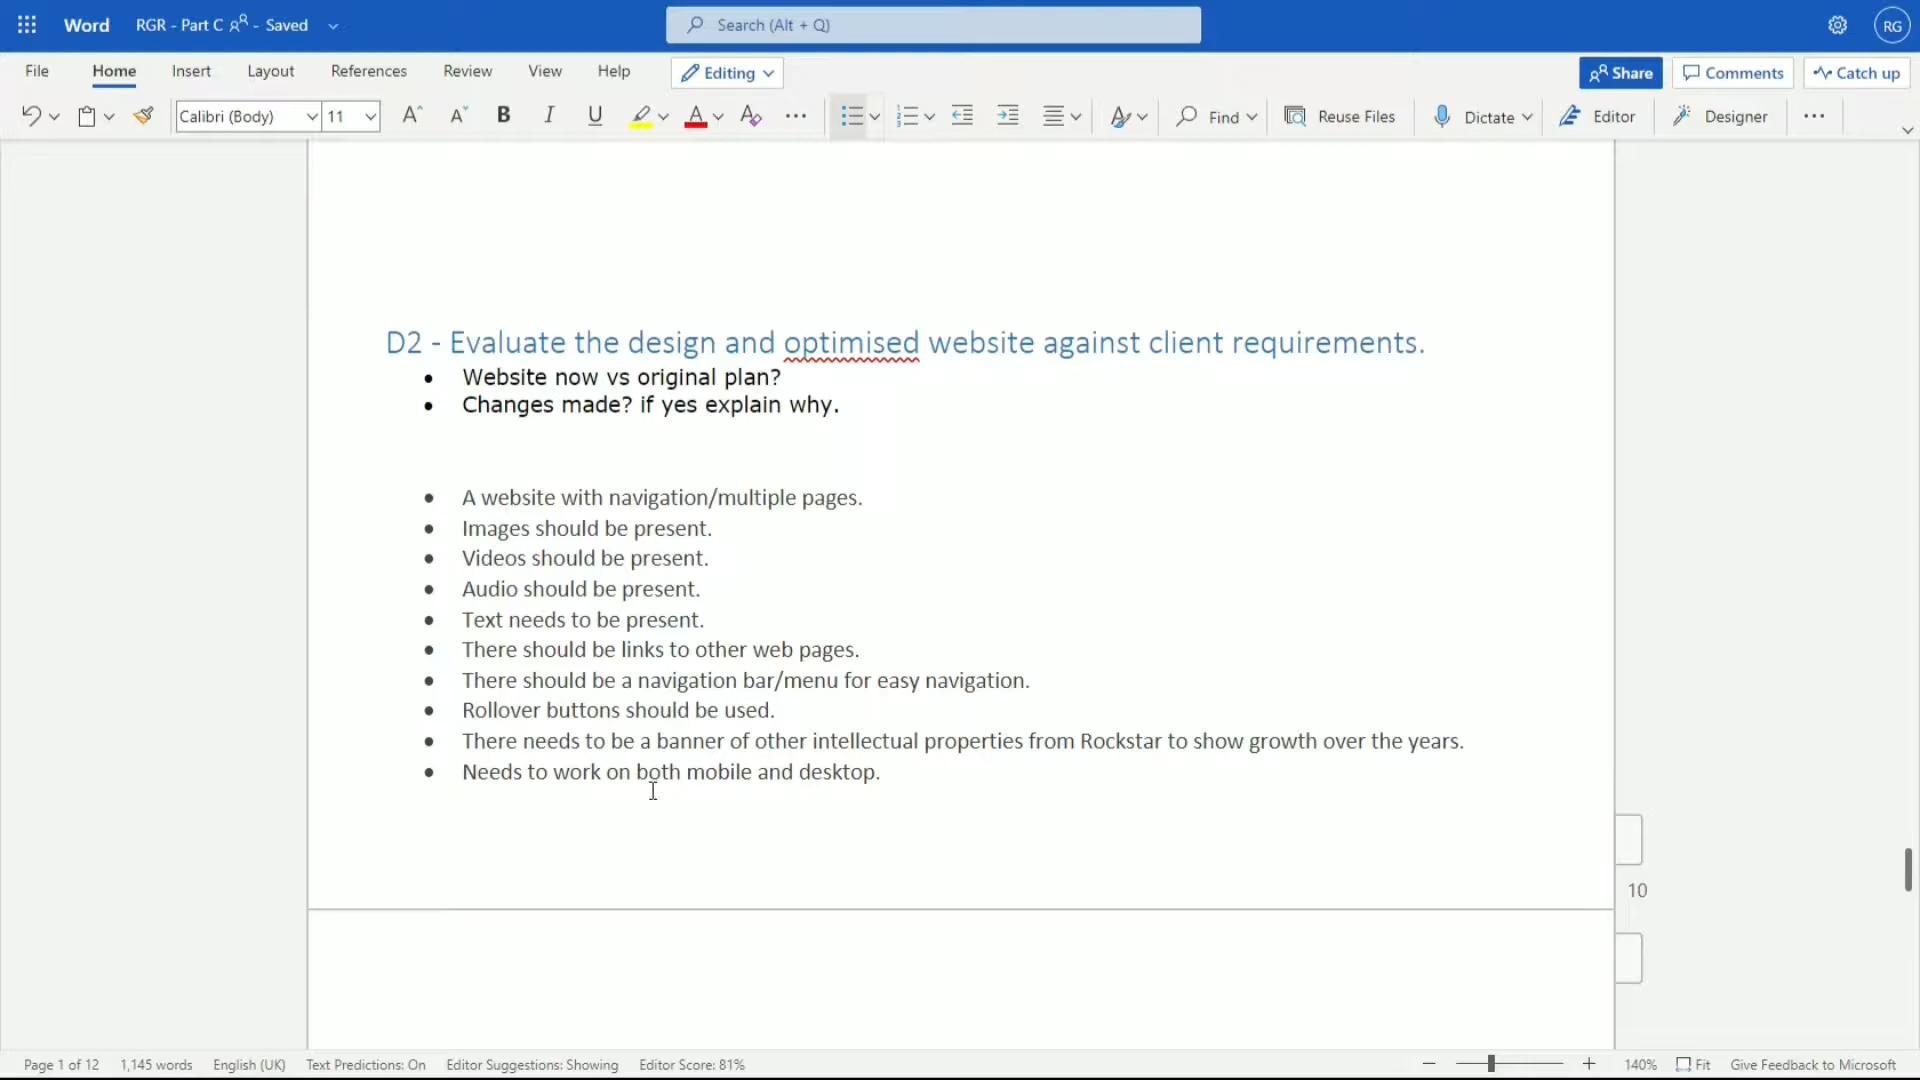 Word RGR - Part C - Saved Search (Alt + Q) RG
File Home Insert Layout References Review View Help Editing Share Comments Catch up
Calibri (Body) 11 A A B I U A A ... Find Reuse Files Dictate Editor Designer ...
D2 - Evaluate the design and optimised website against client requirements.
• Website now vs original plan?
• Changes made? if yes explain why.
• A website with navigation/multiple pages.
• Images should be present.
• Videos should be present.
• Audio should be present.
• Text needs to be present.
• There should be links to other web pages.
• There should be a navigation bar/menu for easy navigation.
• Rollover buttons should be used.
• There needs to be a banner of other intellectual properties from Rockstar to show growth over the years.
• Needs to work on both mobile and desktop.
10
Page 1 of 12 1,145 words English (UK) Text Predictions: On Editor Suggestions: Showing Editor Score: 81% 140% Fit Give Feedback to Microsoft